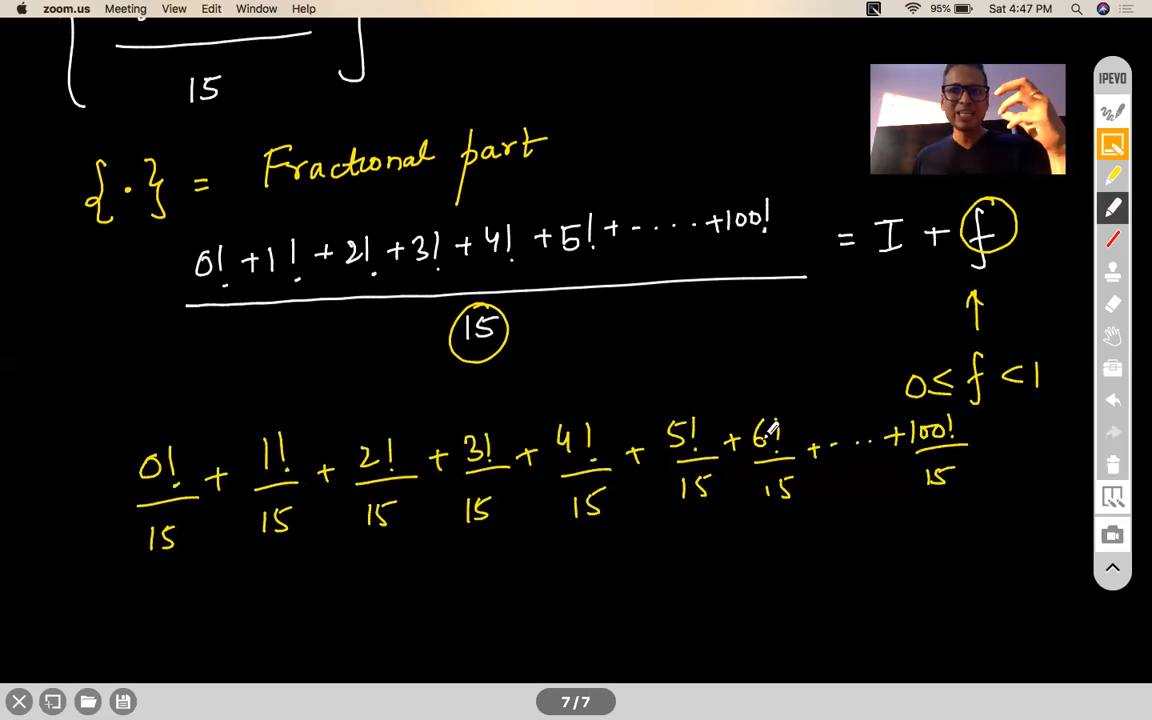 zoom.us Meeting View Edit Window Help 95% Sat 4:47 PM
IPEVO
15
{·} = Fractional part
0! + 1! + 2! + 3! + 4! + 5! + ..... + 100! = I + f
15
0 ≤ f < 1
0! + 1! + 2! + 3! + 4! + 5! + 6! + .... + 100!
15 15 15 15 15 15 15 15
7/7